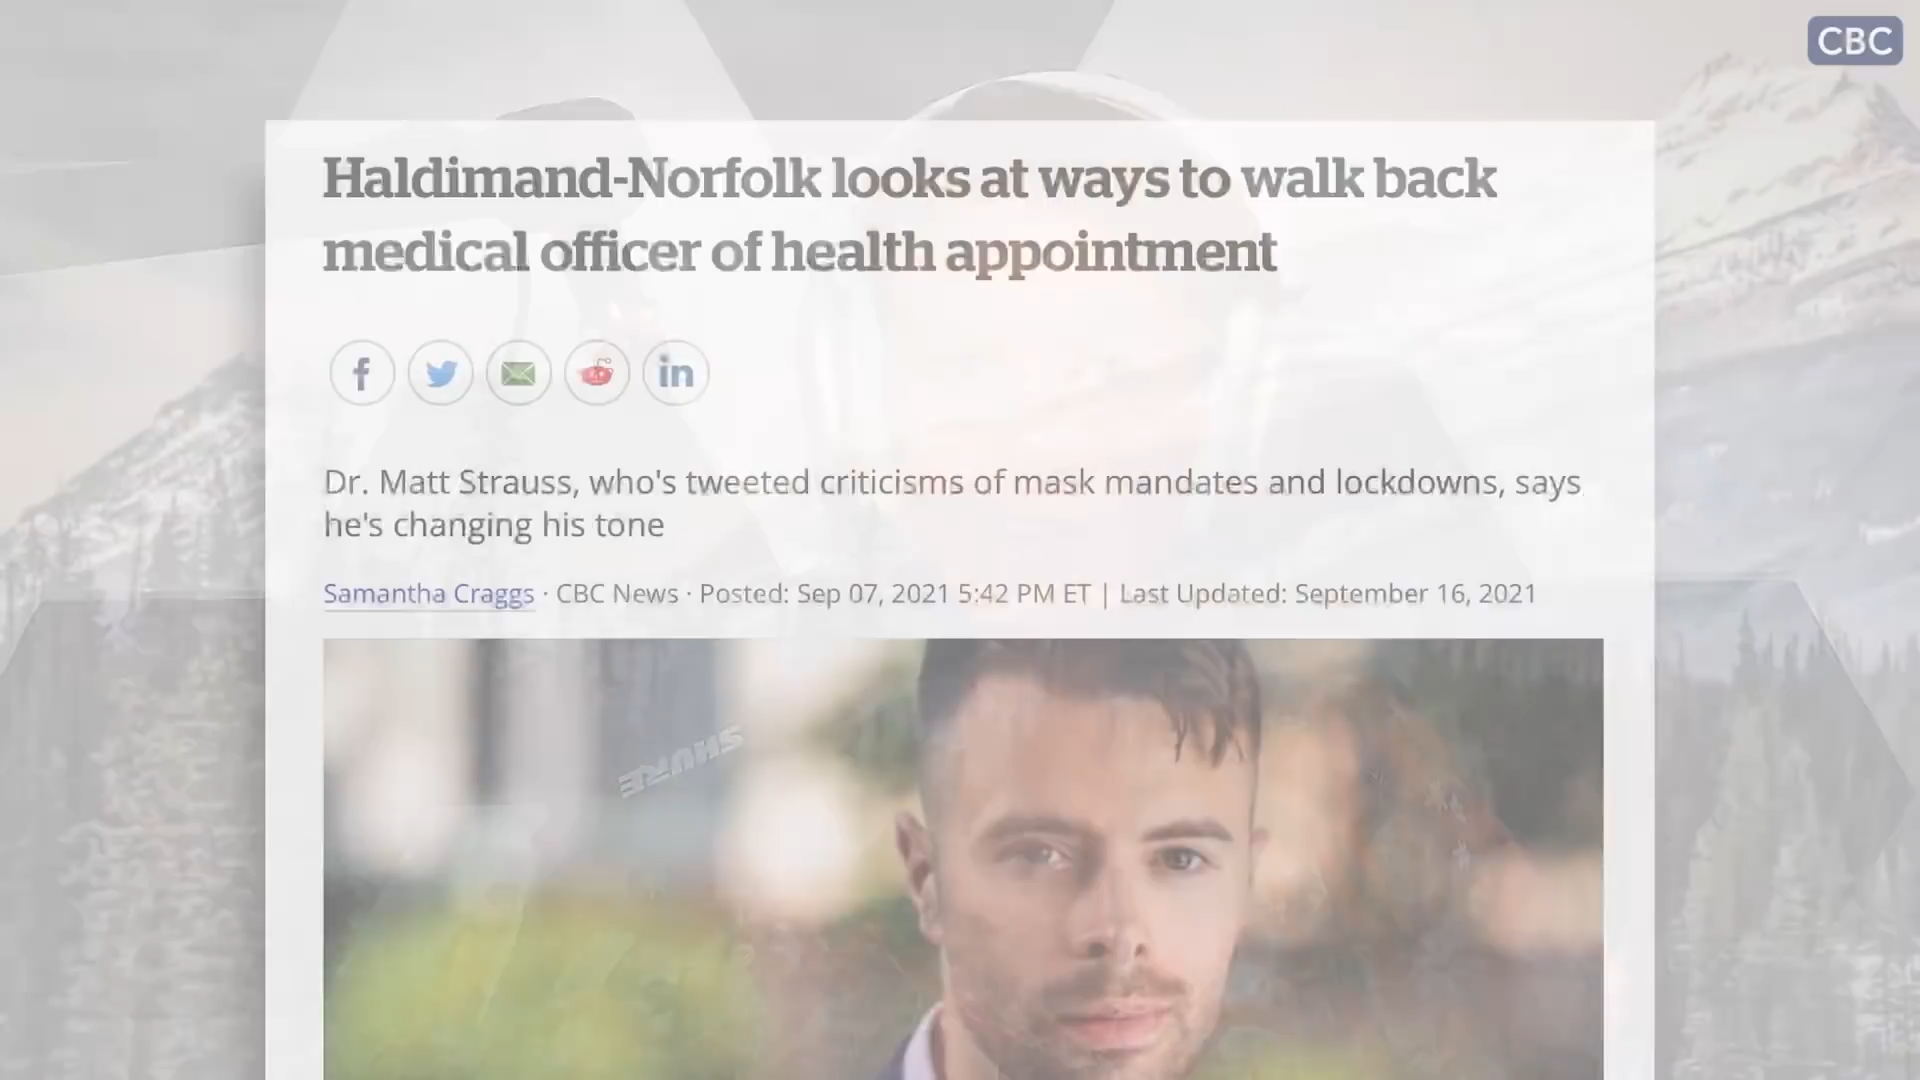 CBC
Haldimand-Norfolk looks at ways to walk back
medical officer of health appointment
f
in
Dr. Matt Strauss, who's tweeted criticisms of mask mandates and lockdowns, says
he's changing his tone
Samantha Craggs · CBC News · Posted: Sep 07, 2021 5:42 PM ET | Last Updated: September 16, 2021
SHURE